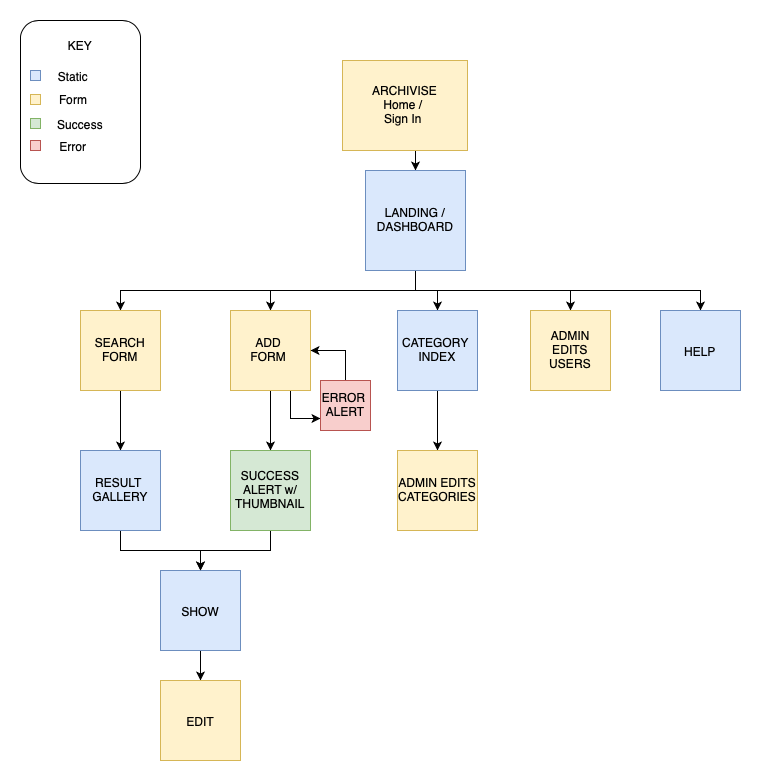 KEY
Static
Form
Success
Error
ARCHIVISE
Home /
Sign In
LANDING /
DASHBOARD
SEARCH
FORM
ADD
FORM
CATEGORY
INDEX
ADMIN
EDITS
USERS
HELP
ERROR
ALERT
RESULT
GALLERY
SUCCESS
ALERT w/
THUMBNAIL
ADMIN EDITS
CATEGORIES
SHOW
EDIT